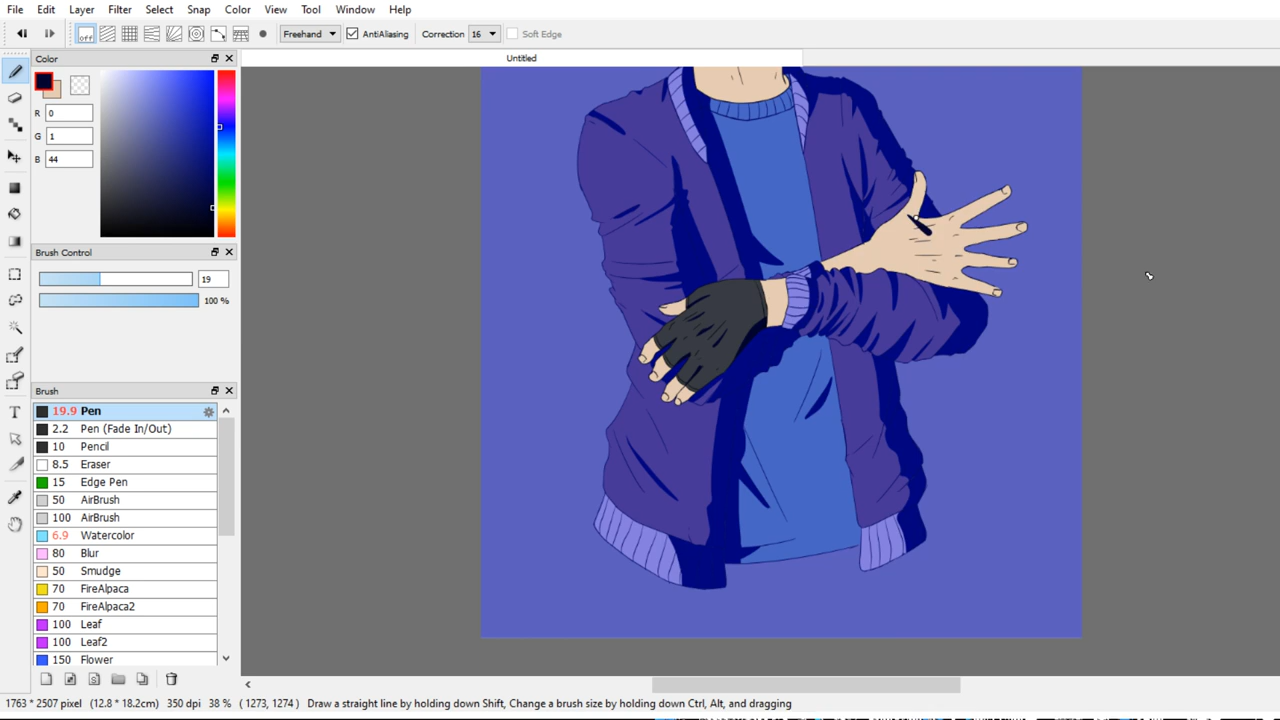 File Edit Layer Filter Select Snap Color View Tool Window Help
off Freehand AntiAliasing Correction 16 Soft Edge
Color
Untitled
R 0
G 1
B 44
Brush Control
19
100 %
Brush
19.9 Pen
2.2 Pen (Fade In/Out)
10 Pencil
8.5 Eraser
15 Edge Pen
50 AirBrush
100 AirBrush
6.9 Watercolor
80 Blur
50 Smudge
70 FireAlpaca
70 FireAlpaca2
100 Leaf
100 Leaf2
150 Flower
1763 * 2507 pixel (12.8 * 18.2cm) 350 dpi 38 % ( 1273, 1274 ) Draw a straight line by holding down Shift, Change a brush size by holding down Ctrl, Alt, and dragging